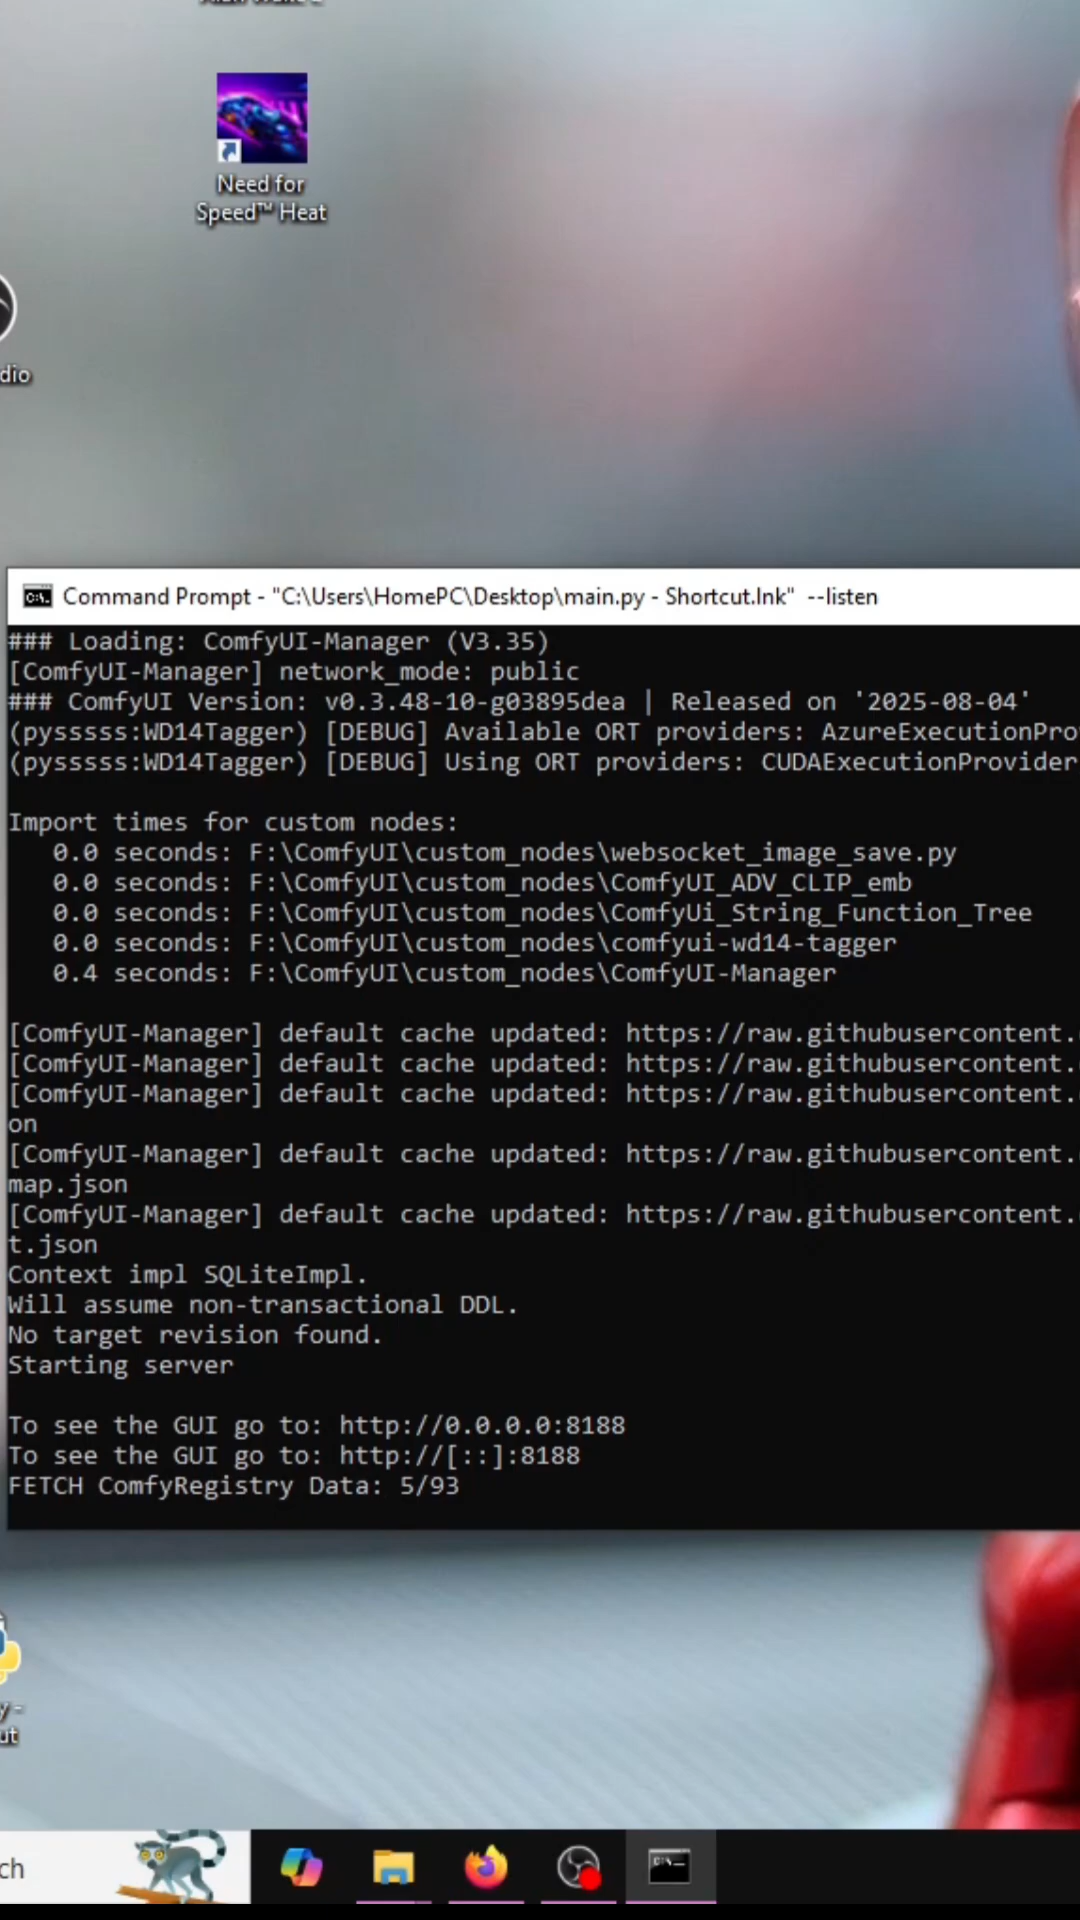 Need for
Speed™ Heat
dio
Command Prompt - "C:\Users\HomePC\Desktop\main.py - Shortcut.lnk" --listen
### Loading: ComfyUI-Manager (V3.35)
[ComfyUI-Manager] network_mode: public
### ComfyUI Version: v0.3.48-10-g03895dea | Released on '2025-08-04'
(pysssss:WD14Tagger) [DEBUG] Available ORT providers: AzureExecutionPro
(pysssss:WD14Tagger) [DEBUG] Using ORT providers: CUDAExecutionProvider
Import times for custom nodes:
0.0 seconds: F:\ComfyUI\custom_nodes\websocket_image_save.py
0.0 seconds: F:\ComfyUI\custom_nodes\ComfyUI_ADV_CLIP_emb
0.0 seconds: F:\ComfyUI\custom_nodes\ComfyUi_String_Function_Tree
0.0 seconds: F:\ComfyUI\custom_nodes\comfyui-wd14-tagger
0.4 seconds: F:\ComfyUI\custom_nodes\ComfyUI-Manager
[ComfyUI-Manager] default cache updated: https://raw.githubusercontent.
[ComfyUI-Manager] default cache updated: https://raw.githubusercontent.
[ComfyUI-Manager] default cache updated: https://raw.githubusercontent.
on
[ComfyUI-Manager] default cache updated: https://raw.githubusercontent.
map.json
[ComfyUI-Manager] default cache updated: https://raw.githubusercontent.
t.json
Context impl SQLiteImpl.
Will assume non-transactional DDL.
No target revision found.
Starting server
To see the GUI go to: http://0.0.0.0:8188
To see the GUI go to: http://[::]:8188
FETCH ComfyRegistry Data: 5/93
y -
ut
ch